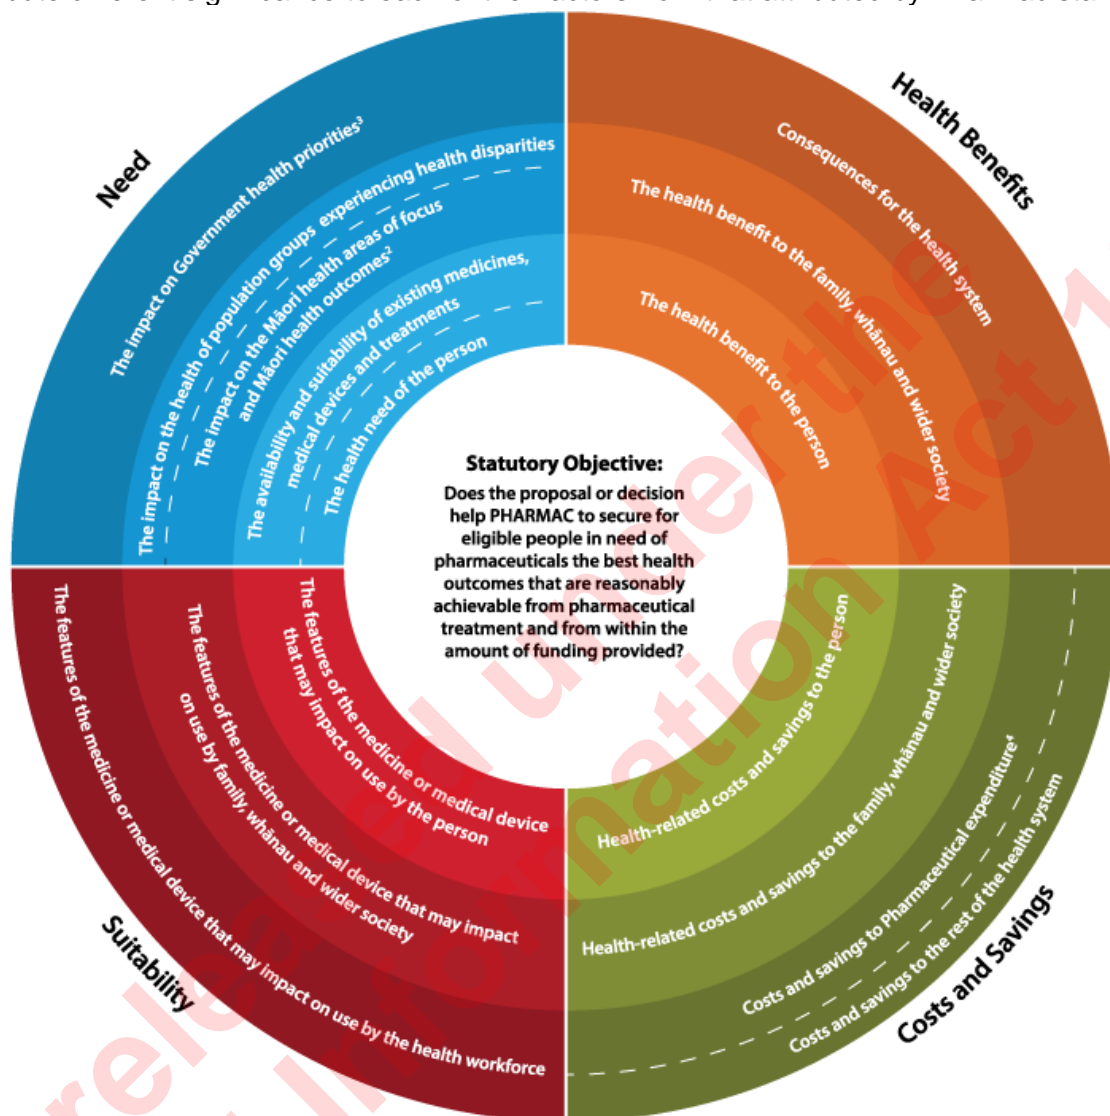 Need
The impact on Government health priorities³
The impact on the health of population groups experiencing health disparities
The impact on the Māori health areas of focus
and Māori health outcomes²
The availability and suitability of existing medicines,
medical devices and treatments
The health need of the person
Health Benefits
Consequences for the health system
The health benefit to the family, whānau and wider society
The health benefit to the person
Statutory Objective:
Does the proposal or decision
help PHARMAC to secure for
eligible people in need of
pharmaceuticals the best health
outcomes that are reasonably
achievable from pharmaceutical
treatment and from within the
amount of funding provided?
Suitability
The features of the medicine or medical device
that may impact on use by the person
The features of the medicine or medical device that may impact
on use by family, whānau and wider society
The features of the medicine or medical device that may impact on use by the health workforce
Costs and Savings
Health-related costs and savings to the person
Health-related costs and savings to the family, whānau and wider society
Costs and savings to Pharmaceutical expenditure⁴
Costs and savings to the rest of the health system
released under the
Information Act